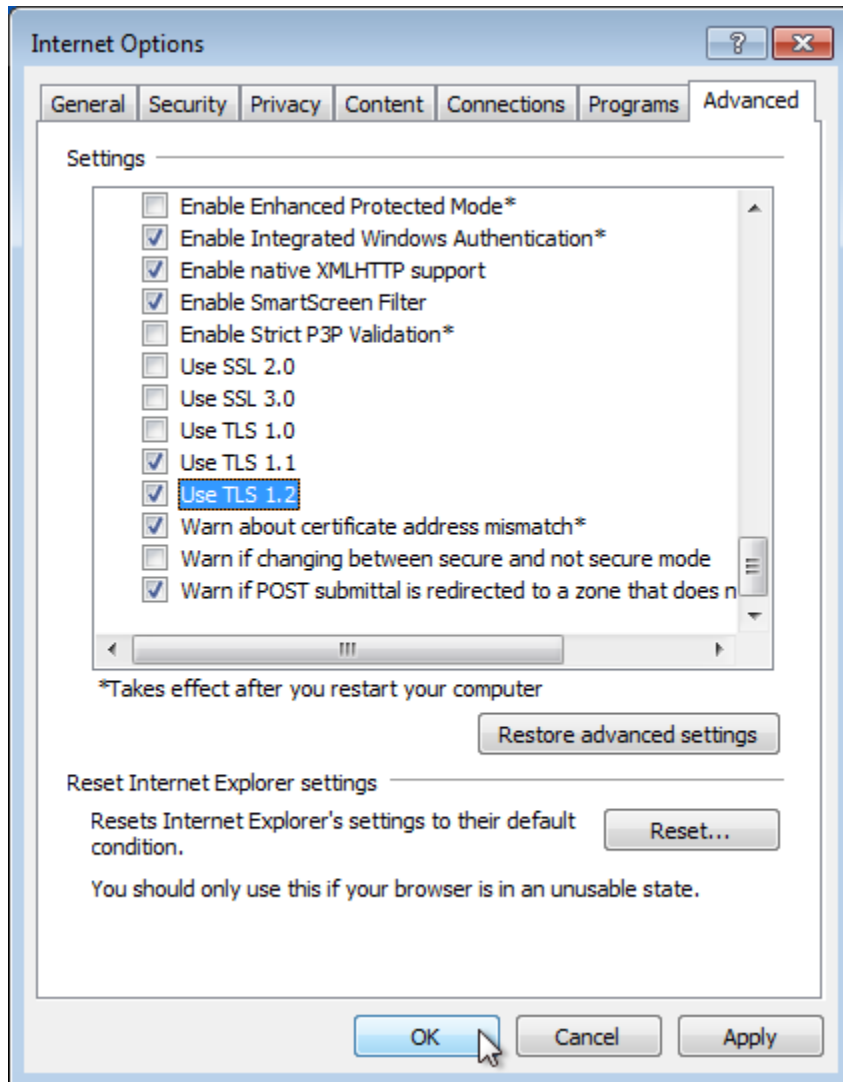 Internet Options
General Security Privacy Content Connections Programs Advanced
Settings
Enable Enhanced Protected Mode*
Enable Integrated Windows Authentication*
Enable native XMLHTTP support
Enable SmartScreen Filter
Enable Strict P3P Validation*
Use SSL 2.0
Use SSL 3.0
Use TLS 1.0
Use TLS 1.1
Use TLS 1.2
Warn about certificate address mismatch*
Warn if changing between secure and not secure mode
Warn if POST submittal is redirected to a zone that does n
*Takes effect after you restart your computer
Restore advanced settings
Reset Internet Explorer settings
Resets Internet Explorer's settings to their default
condition.
Reset...
You should only use this if your browser is in an unusable state.
OK Cancel Apply